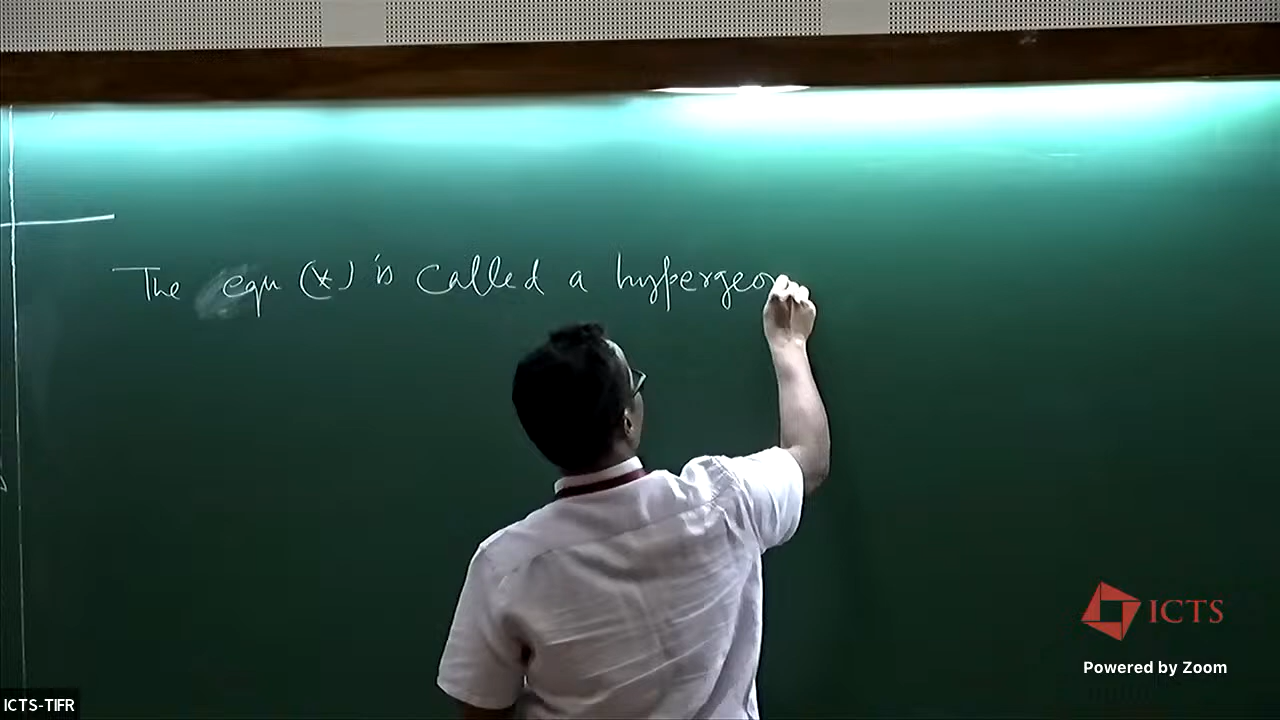 The equ (*) is called a hypergeo
ICTS
Powered by Zoom
ICTS-TIFR